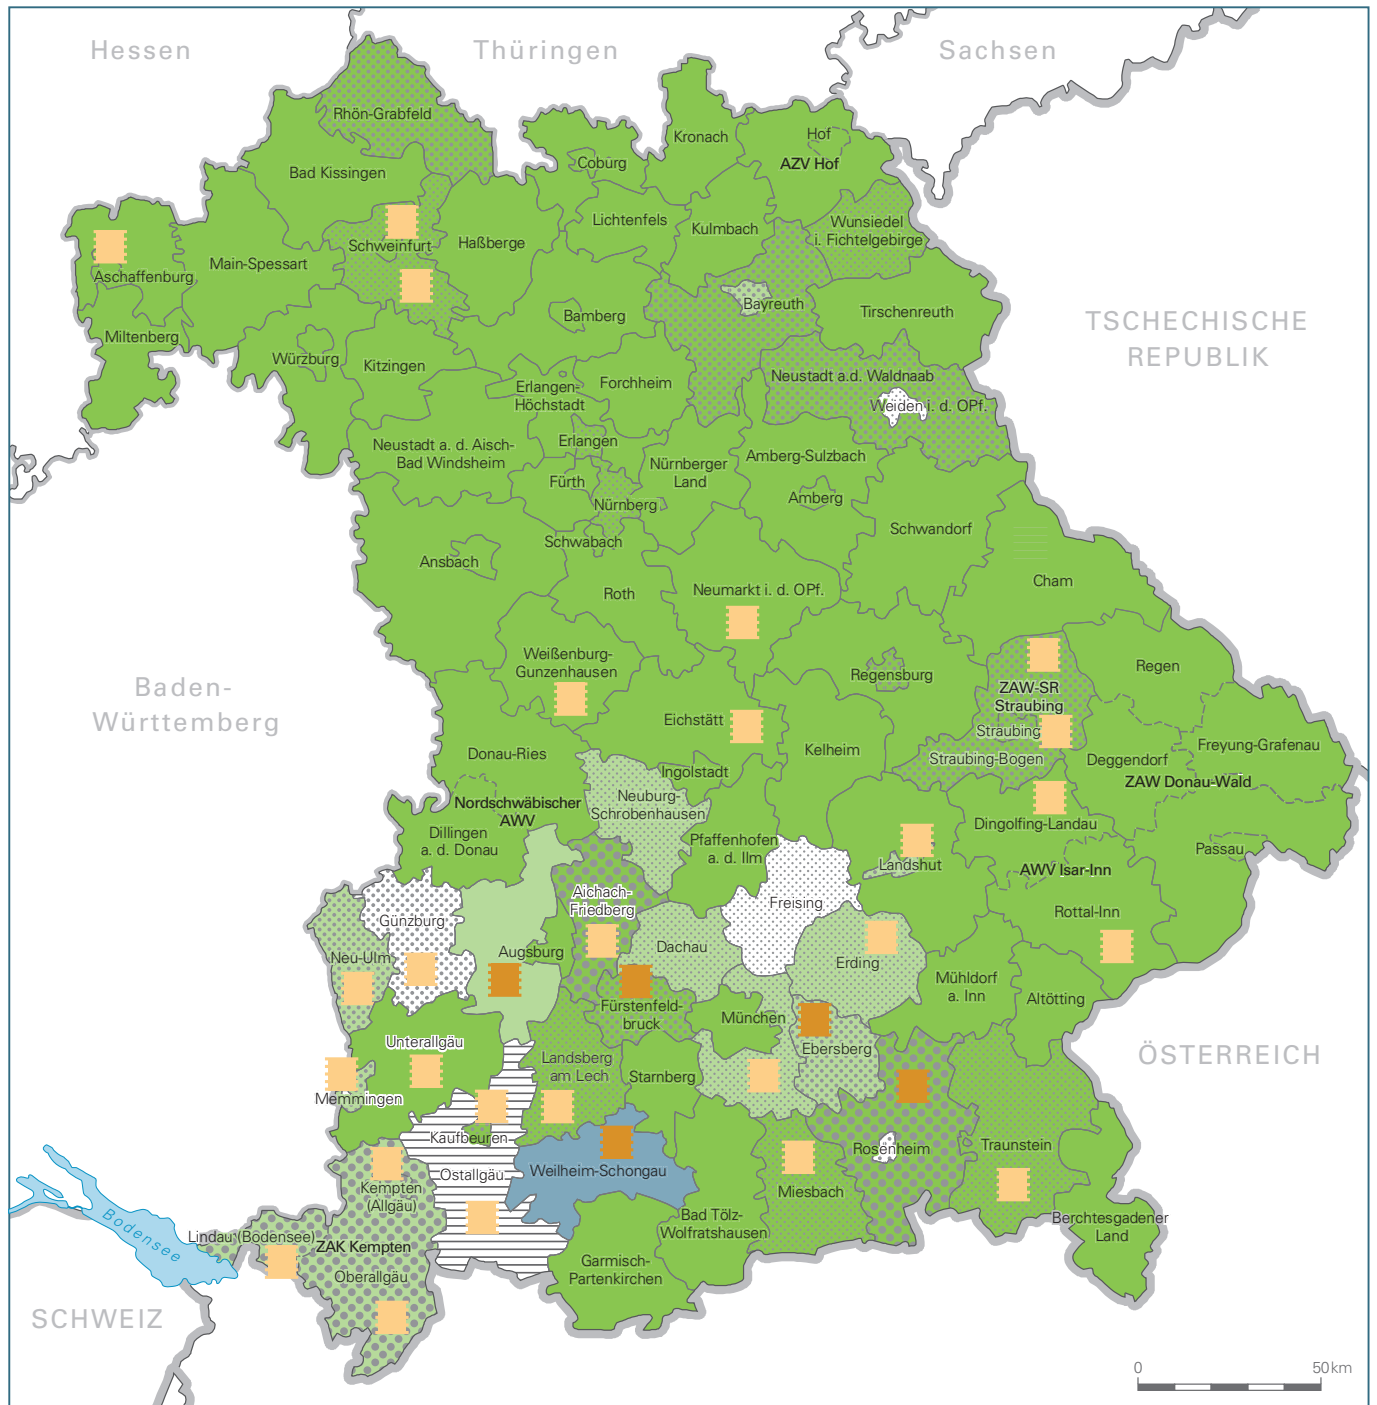 Hessen
Thüringen
Sachsen
Rhön-Grabfeld
Kronach
Hof
AZV Hof
Coburg
Bad Kissingen
Lichtenfels
Kulmbach
Wunsiedel
i. Fichtelgebirge
Schweinfurt
Haßberge
Main-Spessart
Aschaffenburg
Bayreuth
Tirschenreuth
Bamberg
TSCHECHISCHE
REPUBLIK
Miltenberg
Würzburg
Kitzingen
Erlangen-
Höchstadt
Forchheim
Neustadt a.d. Waldnaab
Weiden i. d. OPf.
Neustadt a. d. Aisch-
Bad Windsheim
Erlangen
Nürnberger
Land
Amberg-Sulzbach
Fürth
Amberg
Nürnberg
Schwandorf
Schwabach
Ansbach
Roth
Neumarkt i. d. OPf.
Cham
Weißenburg-
Gunzenhausen
Regensburg
Regen
Baden-
Württemberg
ZAW-SR
Straubing
Eichstätt
Straubing
Kelheim
Straubing-Bogen
Deggendorf
Freyung-Grafenau
Donau-Ries
Ingolstadt
ZAW Donau-Wald
Neuburg-
Schrobenhausen
Nordschwäbischer
AWV
Dingolfing-Landau
Dillingen
a. d. Donau
Pfaffenhofen
a. d. Ilm
Landshut
Passau
AWV Isar-Inn
Aichach-
Friedberg
Freising
Rottal-Inn
Günzburg
Augsburg
Dachau
Erding
Neu-Ulm
Mühldorf
a. Inn
Altötting
Fürstenfeld-
bruck
München
Unterallgäu
Ebersberg
ÖSTERREICH
Landsberg
am Lech
Starnberg
Memmingen
Kaufbeuren
Rosenheim
Traunstein
Ostallgäu
Weilheim-Schongau
Kempten
(Allgäu)
Miesbach
Bodensee
Bad Tölz-
Wolfratshausen
Berchtesgadener
Land
Lindau (Bodensee)
ZAK Kempten
Oberallgäu
Garmisch-
Partenkirchen
SCHWEIZ
0 50 km